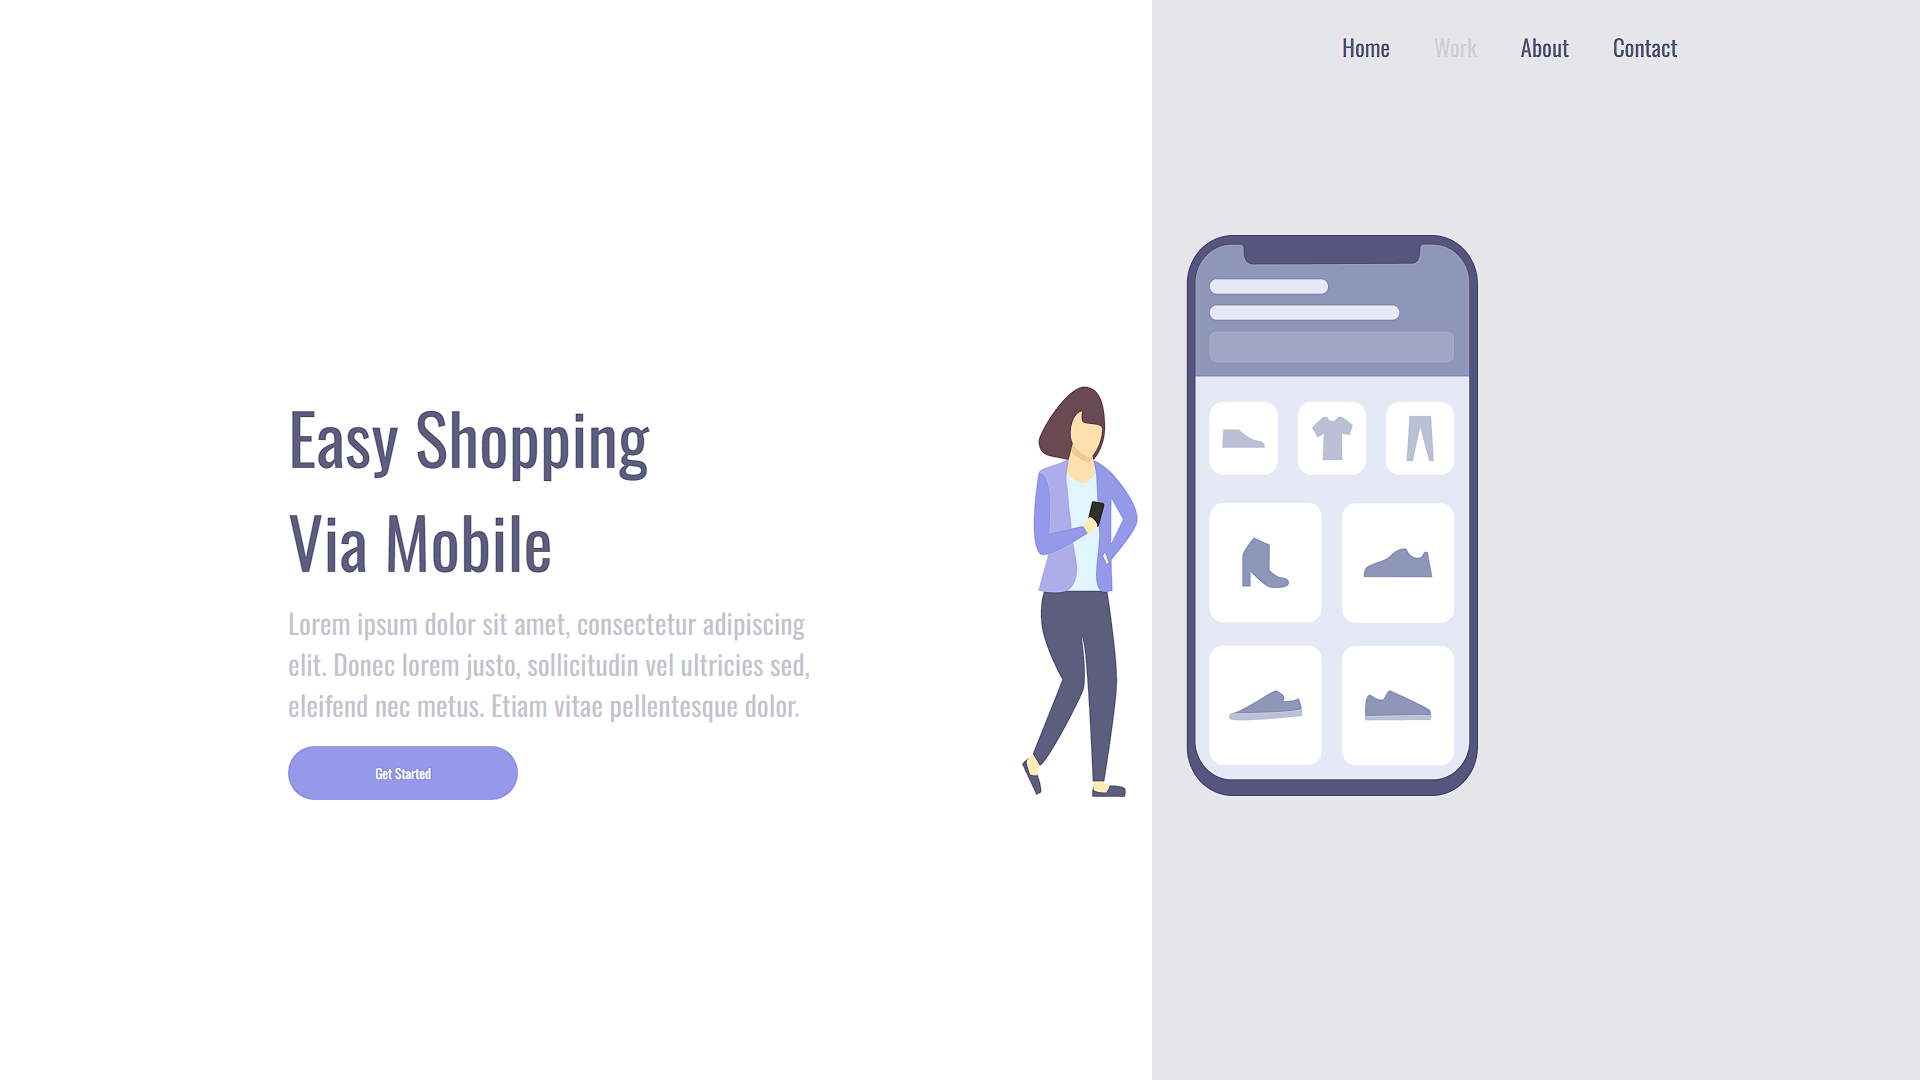 Home Work About Contact
Easy Shopping
Via Mobile
Lorem ipsum dolor sit amet, consectetur adipiscing
elit. Donec lorem justo, sollicitudin vel ultricies sed,
eleifend nec metus. Etiam vitae pellentesque dolor.
Get Started